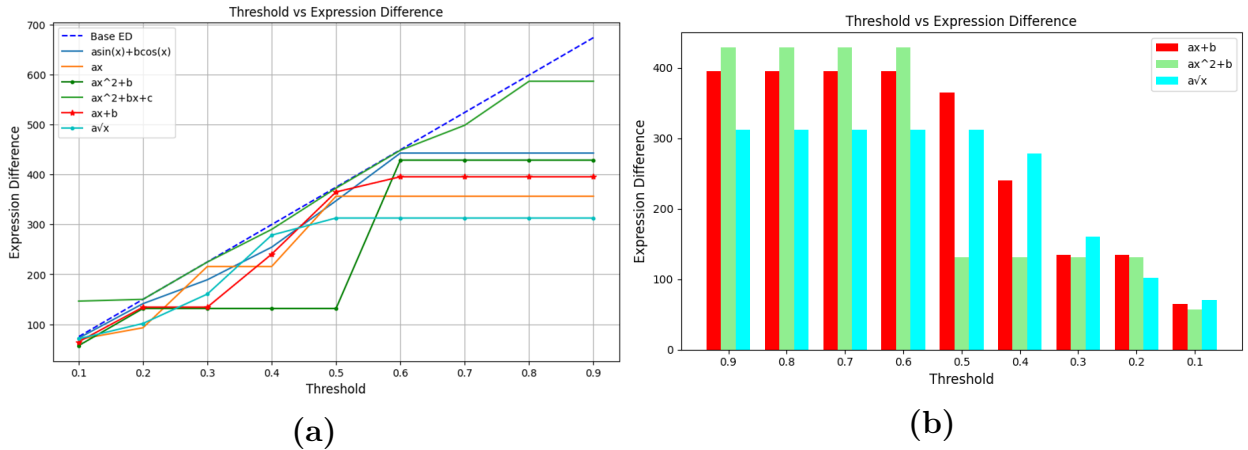 Threshold vs Expression Difference
700
600
500
400
300
200
100
Expression Difference
Base ED
asin(x)+bcos(x)
ax
ax^2+b
ax^2+bx+c
ax+b
a√x
0.1 0.2 0.3 0.4 0.5 0.6 0.7 0.8 0.9
Threshold
(a)
Threshold vs Expression Difference
400
300
200
100
0
Expression Difference
ax+b
ax^2+b
a√x
0.9 0.8 0.7 0.6 0.5 0.4 0.3 0.2 0.1
Threshold
(b)